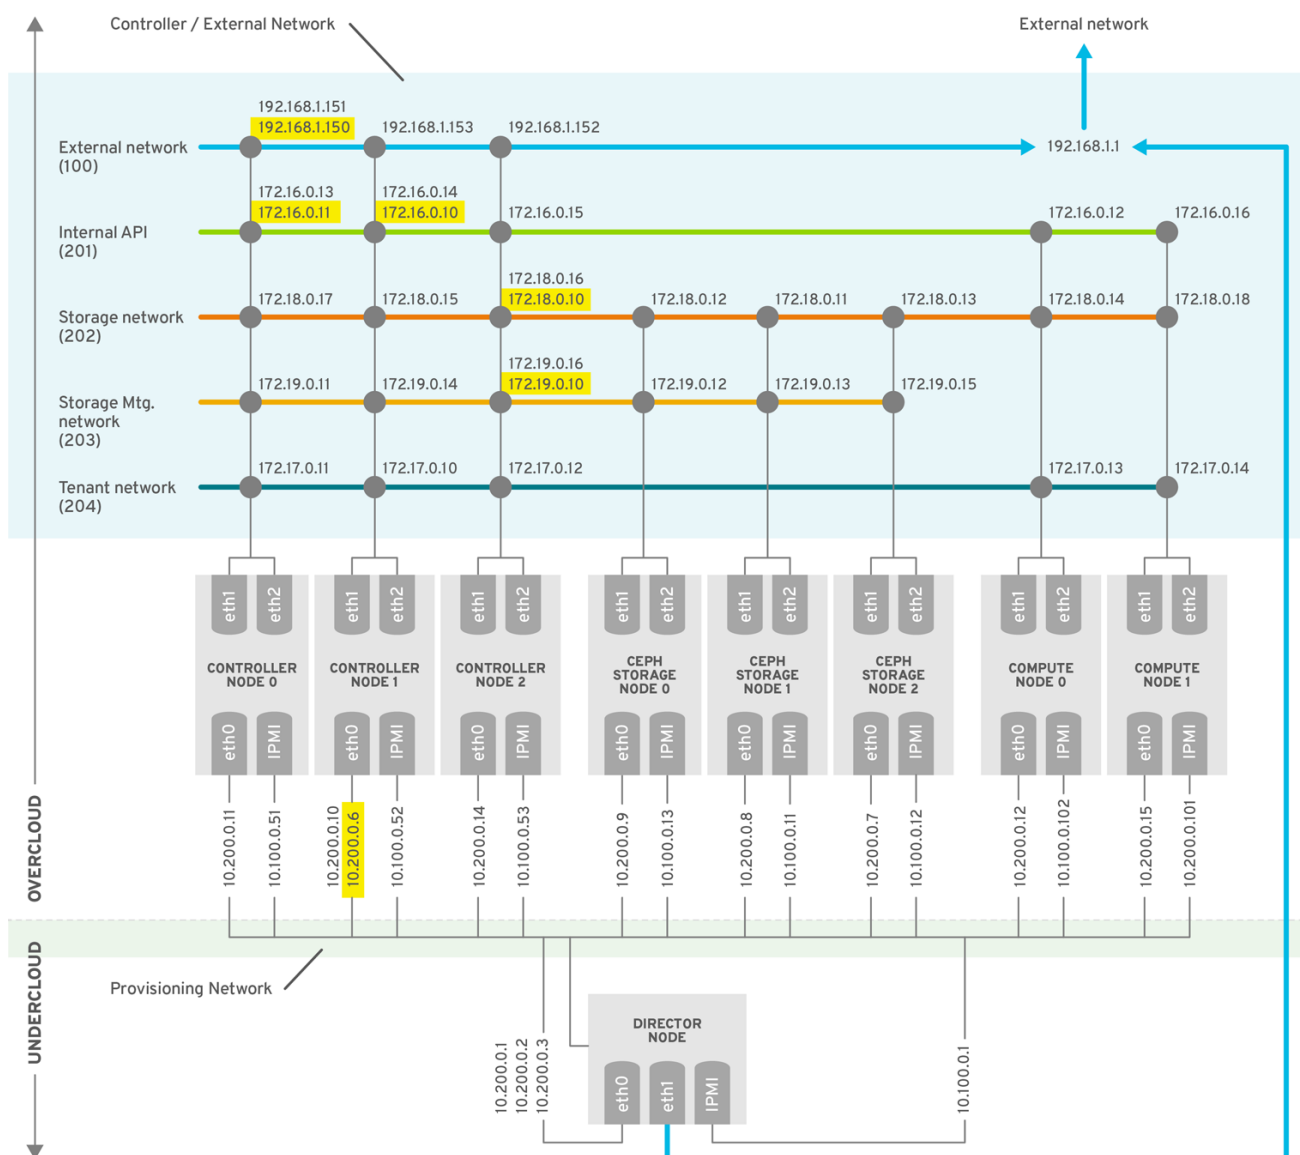 Controller / External Network
External network
192.168.1.151
192.168.1.150
192.168.1.153
192.168.1.152
External network
(100)
192.168.1.1
172.16.0.13
172.16.0.11
172.16.0.14
172.16.0.10
172.16.0.15
172.16.0.12
172.16.0.16
Internal API
(201)
172.18.0.17
172.18.0.15
172.18.0.16
172.18.0.10
172.18.0.12
172.18.0.11
172.18.0.13
172.18.0.14
172.18.0.18
Storage network
(202)
172.19.0.11
172.19.0.14
172.19.0.16
172.19.0.10
172.19.0.12
172.19.0.13
172.19.0.15
Storage Mtg.
network
(203)
172.17.0.11
172.17.0.10
172.17.0.12
172.17.0.13
172.17.0.14
Tenant network
(204)
eth1
eth2
eth1
eth2
eth1
eth2
eth1
eth2
eth1
eth2
eth1
eth2
eth1
eth2
eth1
eth2
CONTROLLER
NODE 0
CONTROLLER
NODE 1
CONTROLLER
NODE 2
CEPH
STORAGE
NODE 0
CEPH
STORAGE
NODE 1
CEPH
STORAGE
NODE 2
COMPUTE
NODE 0
COMPUTE
NODE 1
eth0
IPMI
eth0
IPMI
eth0
IPMI
eth0
IPMI
eth0
IPMI
eth0
IPMI
eth0
IPMI
eth0
IPMI
OVERCLOUD
10.200.0.11
10.100.0.51
10.200.0.10
10.200.0.6
10.100.0.52
10.200.0.14
10.100.0.53
10.200.0.9
10.100.0.13
10.200.0.8
10.100.0.11
10.200.0.7
10.100.0.12
10.200.0.12
10.100.0.102
10.200.0.15
10.200.0.101
UNDERCLOUD
Provisioning Network
DIRECTOR
NODE
10.200.0.1
10.200.0.2
10.200.0.3
eth0
eth1
IPMI
10.100.0.1